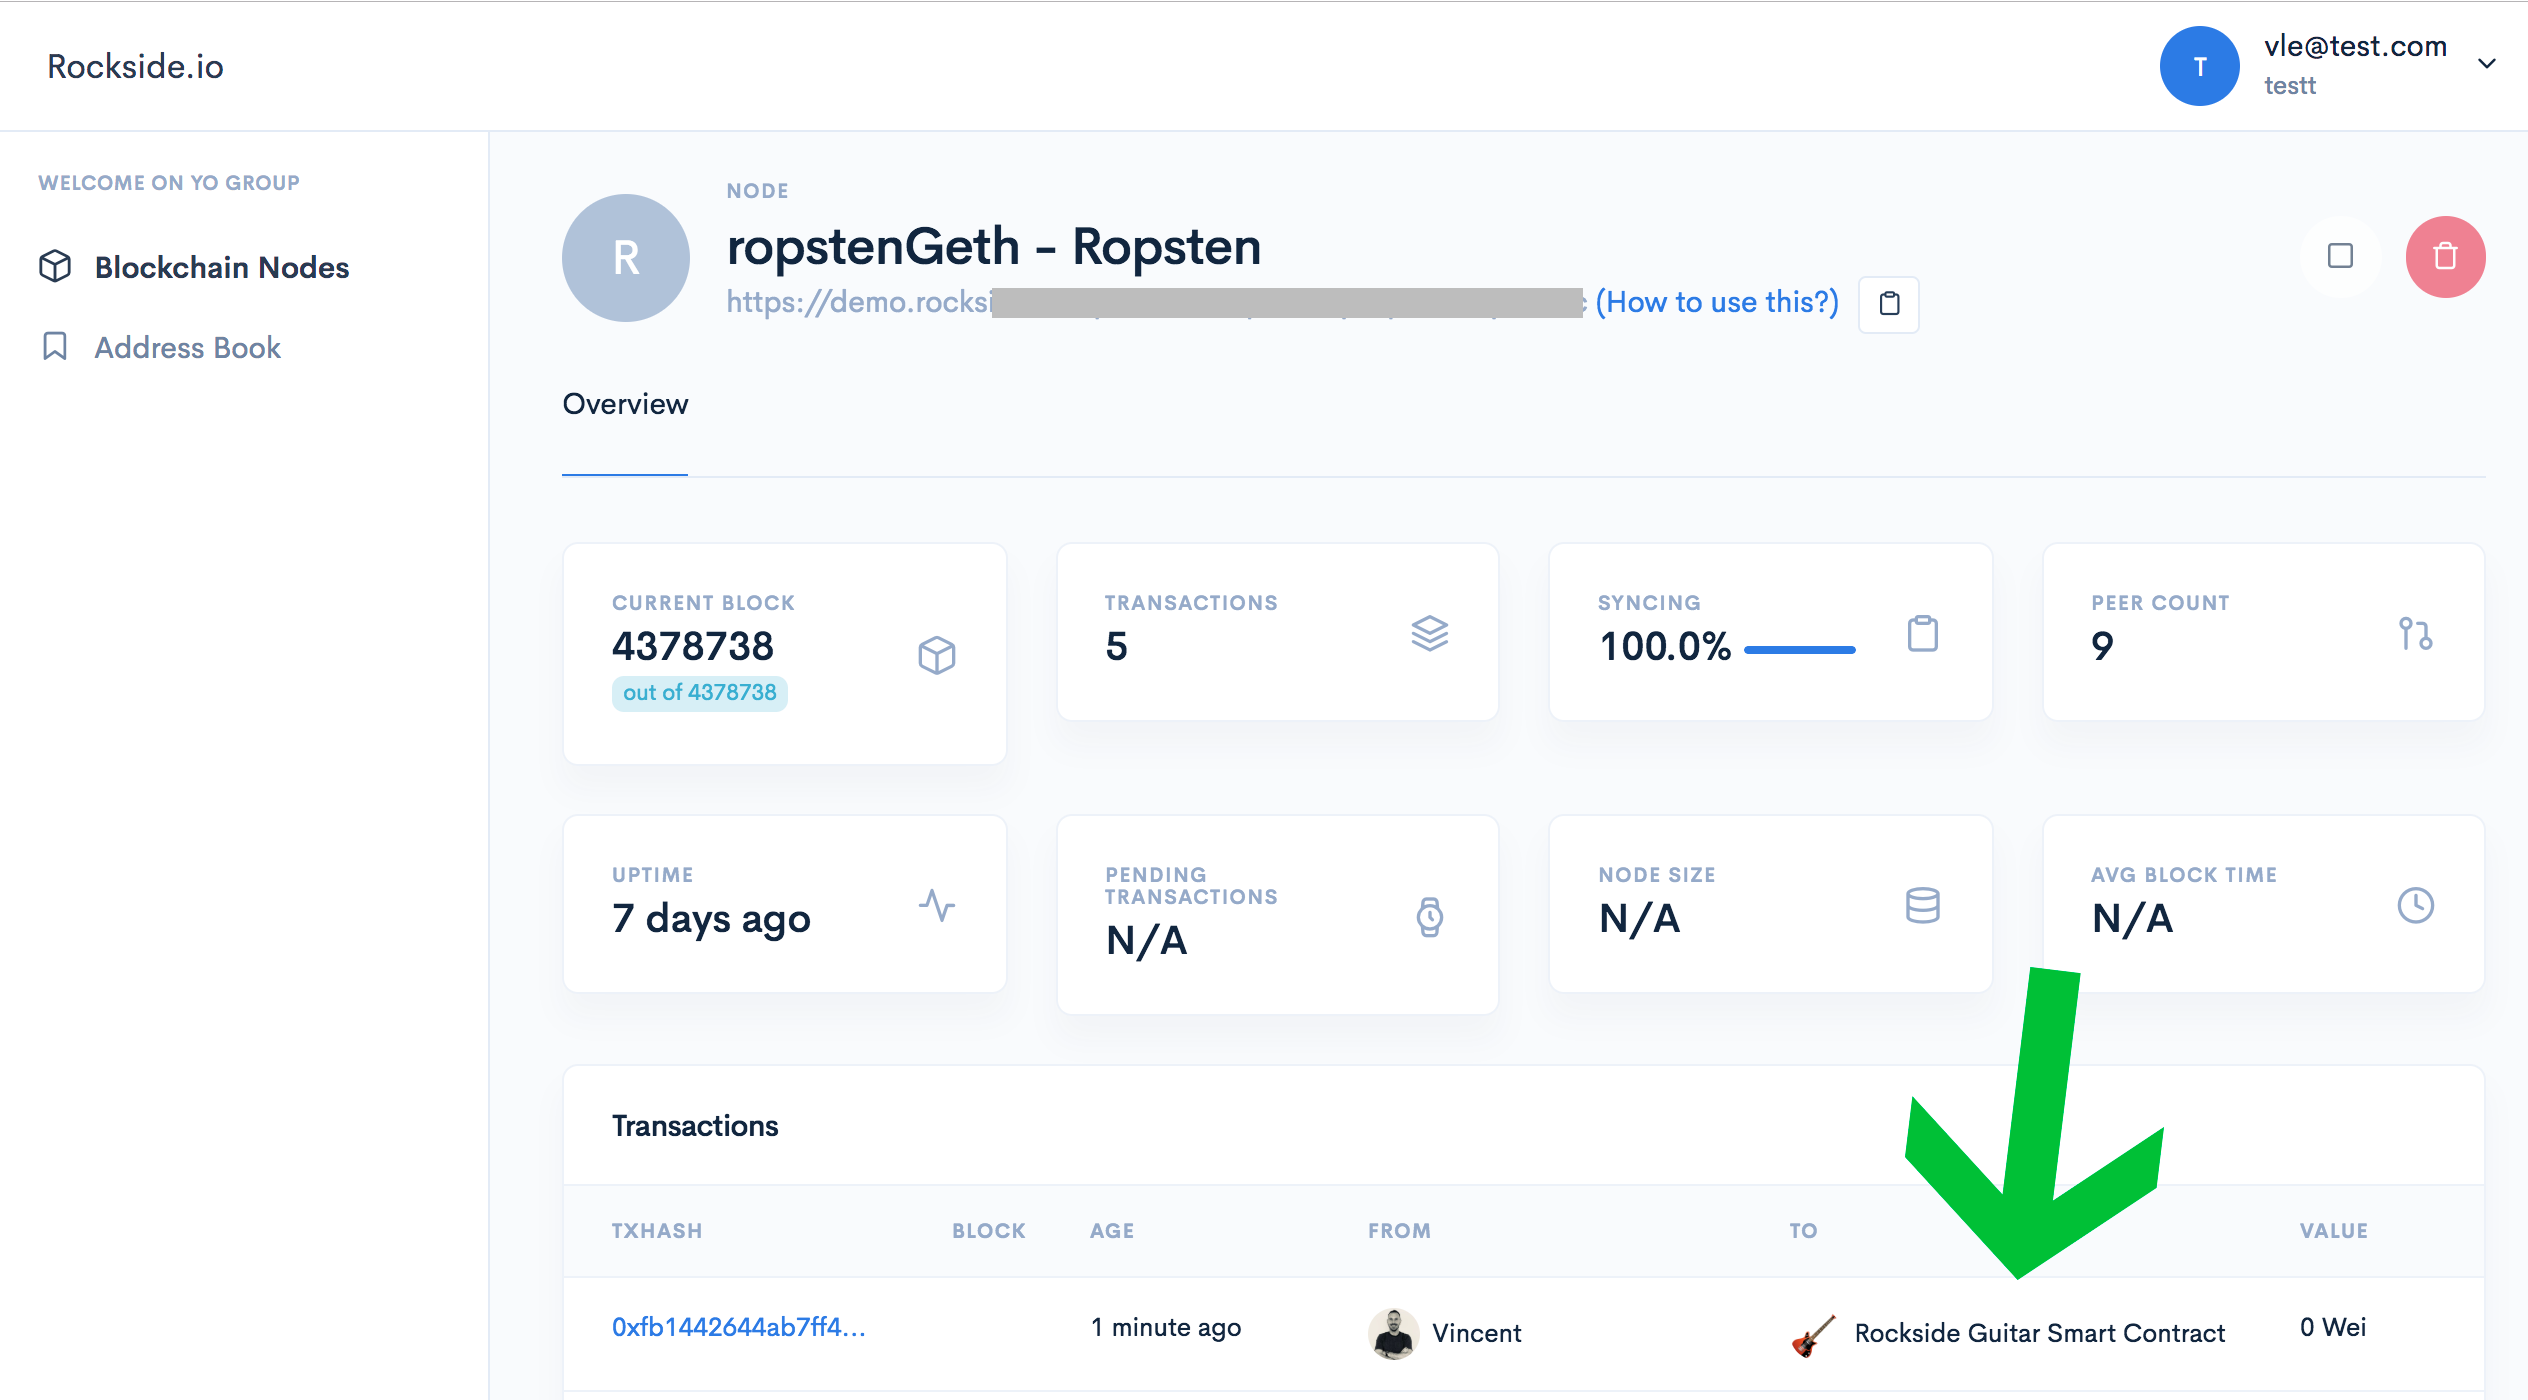 Rockside.io
T
vle@test.com
testt
WELCOME ON YO GROUP
Blockchain Nodes
Address Book
R
NODE
ropstenGeth - Ropsten
https://demo.rocksi (How to use this?)
Overview
CURRENT BLOCK
4378738
out of 4378738
TRANSACTIONS
5
SYNCING
100.0%
PEER COUNT
9
UPTIME
7 days ago
PENDING
TRANSACTIONS
N/A
NODE SIZE
N/A
AVG BLOCK TIME
N/A
Transactions
TXHASH BLOCK AGE FROM TO VALUE
0xfb1442644ab7ff4... 1 minute ago Vincent Rockside Guitar Smart Contract 0 Wei